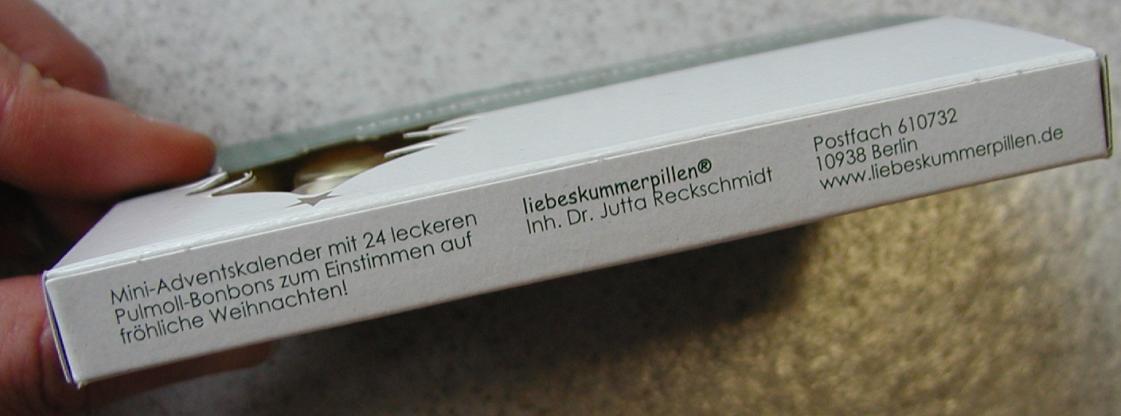 Mini-Adventskalender mit 24 leckeren
Pulmoll-Bonbons zum Einstimmen auf
fröhliche Weihnachten!
liebeskummerpillen®
Inh. Dr. Jutta Reckschmidt
Postfach 610732
10938 Berlin
www.liebeskummerpillen.de